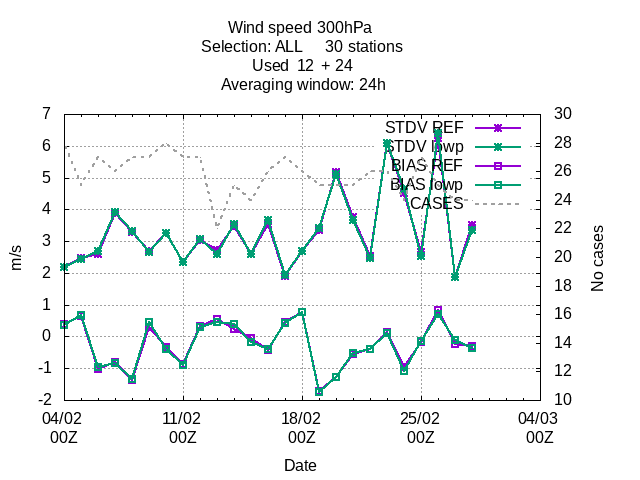 Wind speed 300hPa
Selection: ALL 30 stations
Used 12 + 24
Averaging window: 24h
7
6
5
4
3
2
1
0
-1
-2
m/s
30
28
26
24
22
20
18
16
14
12
10
No cases
STDV REF
STDV lowp
BIAS REF
BIAS lowp
CASES
04/02 11/02 18/02 25/02 04/03
00Z 00Z 00Z 00Z 00Z
Date